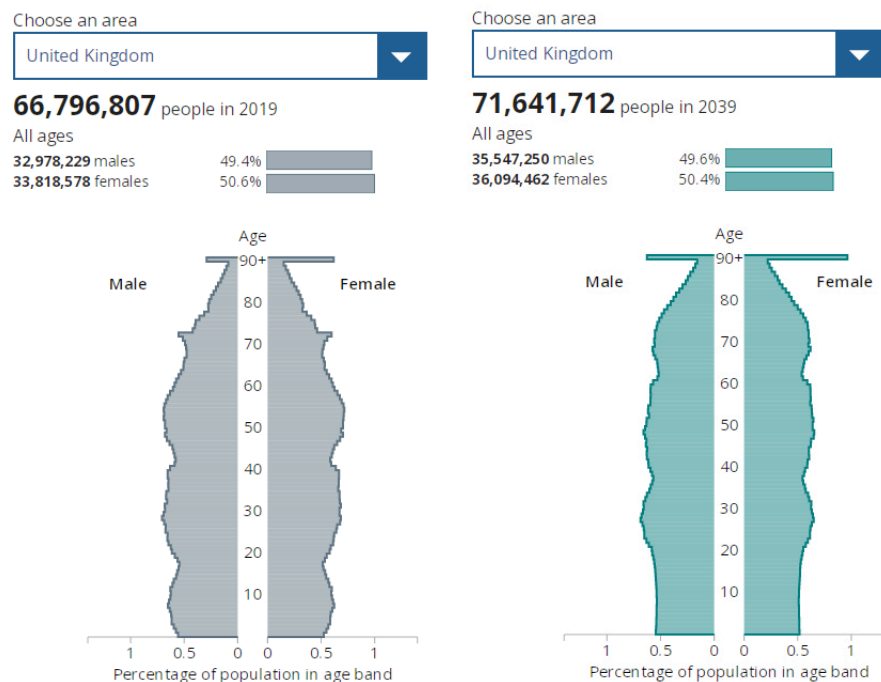 Choose an area
United Kingdom
66,796,807 people in 2019
All ages
32,978,229 males 49.4%
33,818,578 females 50.6%
Age
90+
Male Female
80
70
60
50
40
30
20
10
1 0.5 0 0 0.5 1
Percentage of population in age band
Choose an area
United Kingdom
71,641,712 people in 2039
All ages
35,547,250 males 49.6%
36,094,462 females 50.4%
Age
90+
Male Female
80
70
60
50
40
30
20
10
1 0.5 0 0 0.5 1
Percentage of population in age band